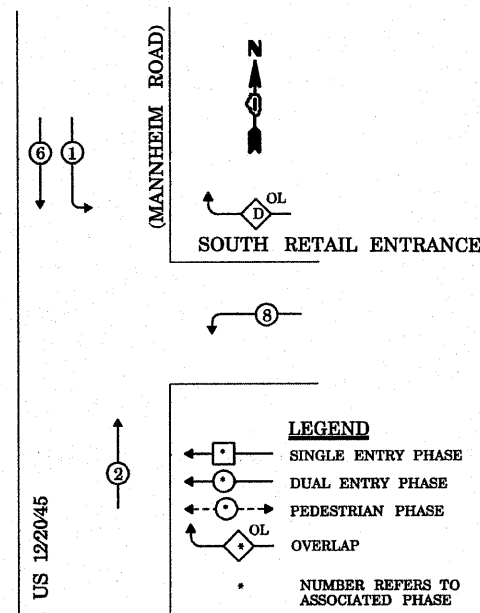 N
(MANNHEIM ROAD)
6
1
OL
D
SOUTH RETAIL ENTRANCE
8
2
US 12/20/45
LEGEND
* SINGLE ENTRY PHASE
* DUAL ENTRY PHASE
* PEDESTRIAN PHASE
OL
* OVERLAP
* NUMBER REFERS TO
ASSOCIATED PHASE